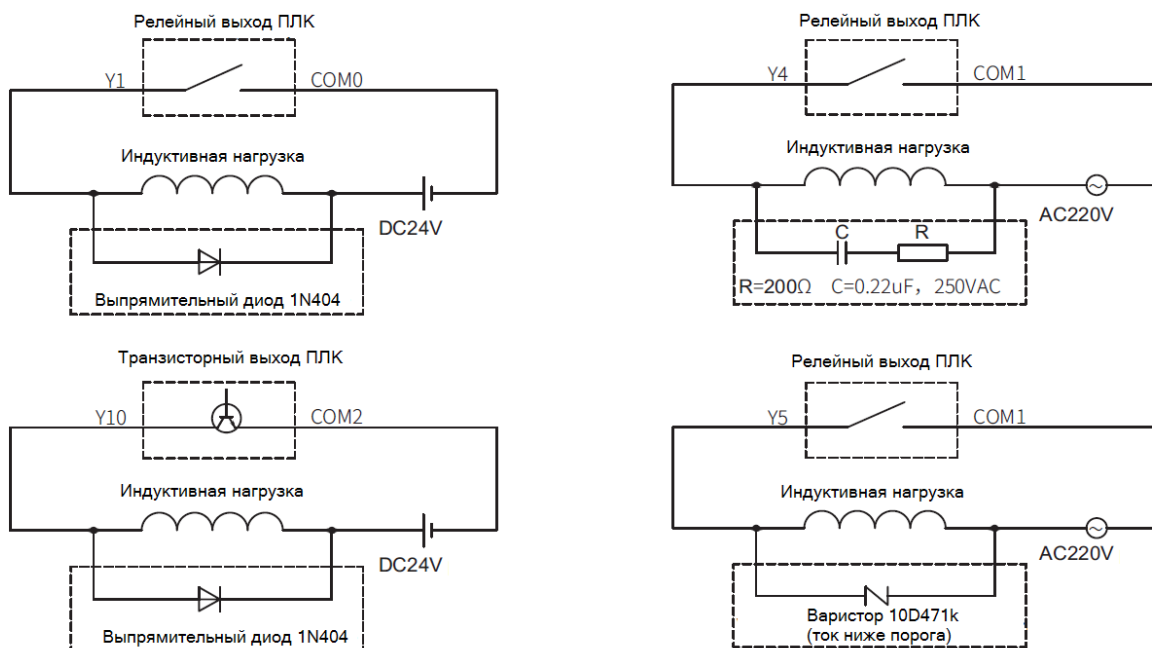 Релейный выход ПЛК
Y1
COM0
Индуктивная нагрузка
DC24V
Выпрямительный диод 1N404
Релейный выход ПЛК
Y4
COM1
Индуктивная нагрузка
AC220V
C
R
R=200Ω C=0.22uF, 250VAC
Транзисторный выход ПЛК
Y10
COM2
Индуктивная нагрузка
DC24V
Выпрямительный диод 1N404
Релейный выход ПЛК
Y5
COM1
Индуктивная нагрузка
AC220V
Варистор 10D471k
(ток ниже порога)